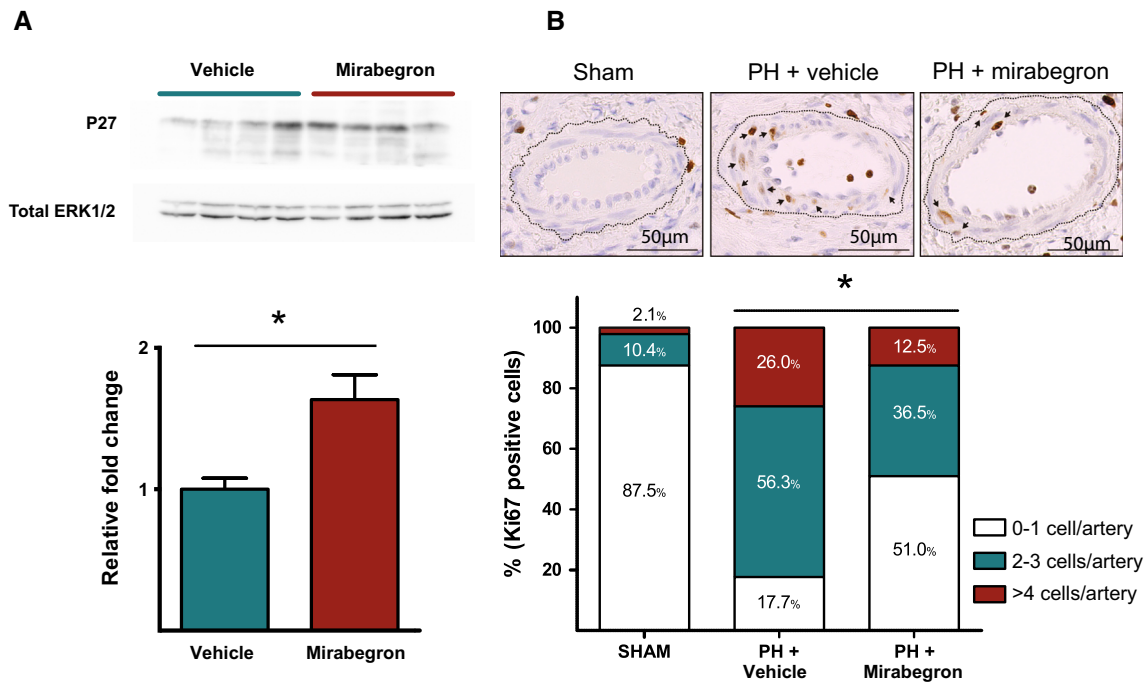 A
Vehicle Mirabegron
P27
Total ERK1/2
*
2
1
Relative fold change
Vehicle Mirabegron
B
Sham PH + vehicle PH + mirabegron
50µm 50µm 50µm
*
% (Ki67 positive cells)
100
80
60
40
20
2.1%
10.4%
87.5%
26.0%
56.3%
17.7%
12.5%
36.5%
51.0%
SHAM
PH +
Vehicle
PH +
Mirabegron
0-1 cell/artery
2-3 cells/artery
>4 cells/artery